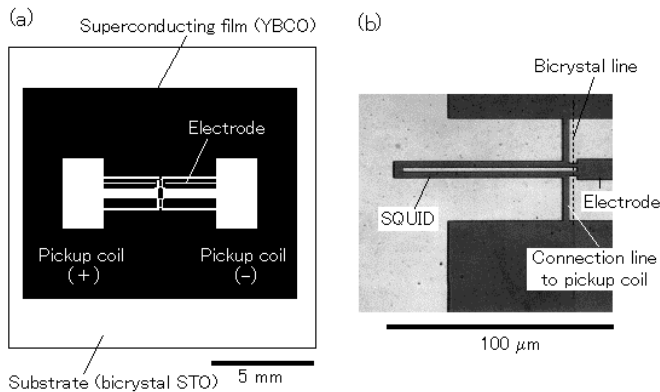 (a)
Superconducting film (YBCO)
Electrode
Pickup coil
(+)
Pickup coil
(-)
Substrate (bicrystal STO)
5 mm
(b)
Bicrystal line
SQUID
Electrode
Connection line
to pickup coil
100 μm